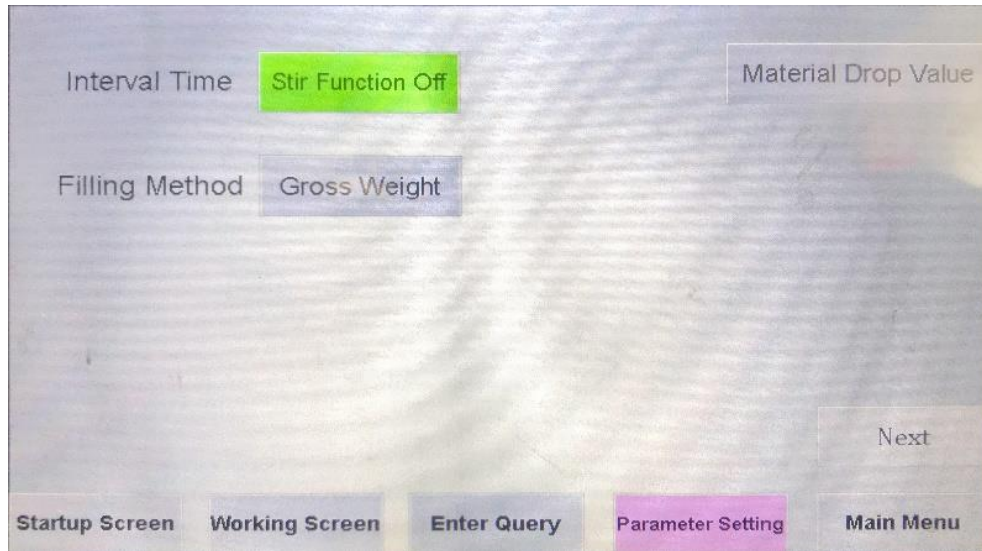 Interval Time Stir Function Off Material Drop Value
Filling Method Gross Weight
Next
Startup Screen Working Screen Enter Query Parameter Setting Main Menu